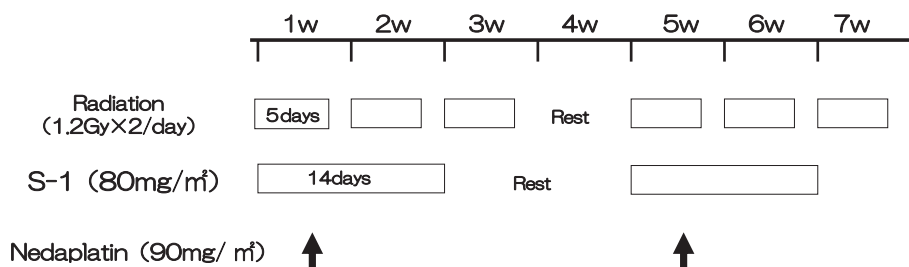 1w 2w 3w 4w 5w 6w 7w
Radiation
(1.2Gy×2/day)
5days
Rest
S-1 (80mg/㎡)
14days
Rest
Nedaplatin (90mg/ ㎡)